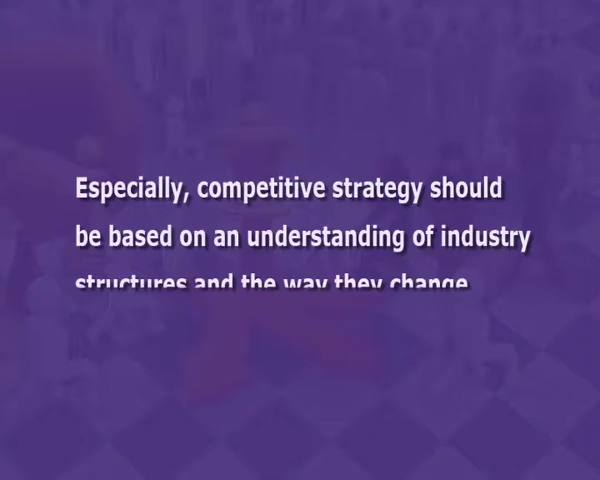 Especially, competitive strategy should
be based on an understanding of industry
structures and the way they change